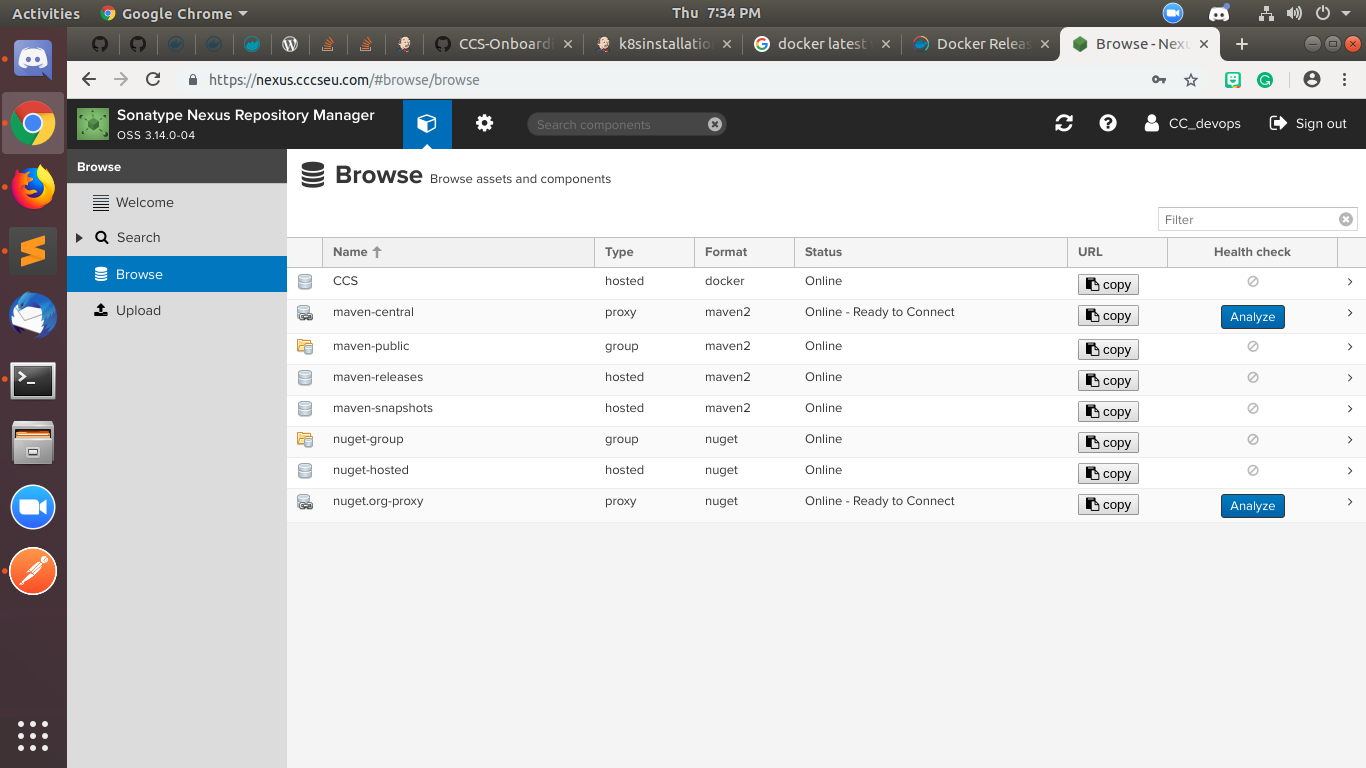 Activities Google Chrome Thu 7:34 PM
CCS-Onboard k8sinstallatio docker latest Docker Releas Browse - Nexu
https://nexus.cccseu.com/#browse/browse
Sonatype Nexus Repository Manager
OSS 3.14.0-04
Search components
CC_devops Sign out
Browse
Welcome
Search
Browse
Upload
Browse Browse assets and components
Filter
Name Type Format Status URL Health check
CCS hosted docker Online copy
maven-central proxy maven2 Online - Ready to Connect copy Analyze
maven-public group maven2 Online copy
maven-releases hosted maven2 Online copy
maven-snapshots hosted maven2 Online copy
nuget-group group nuget Online copy
nuget-hosted hosted nuget Online copy
nuget.org-proxy proxy nuget Online - Ready to Connect copy Analyze